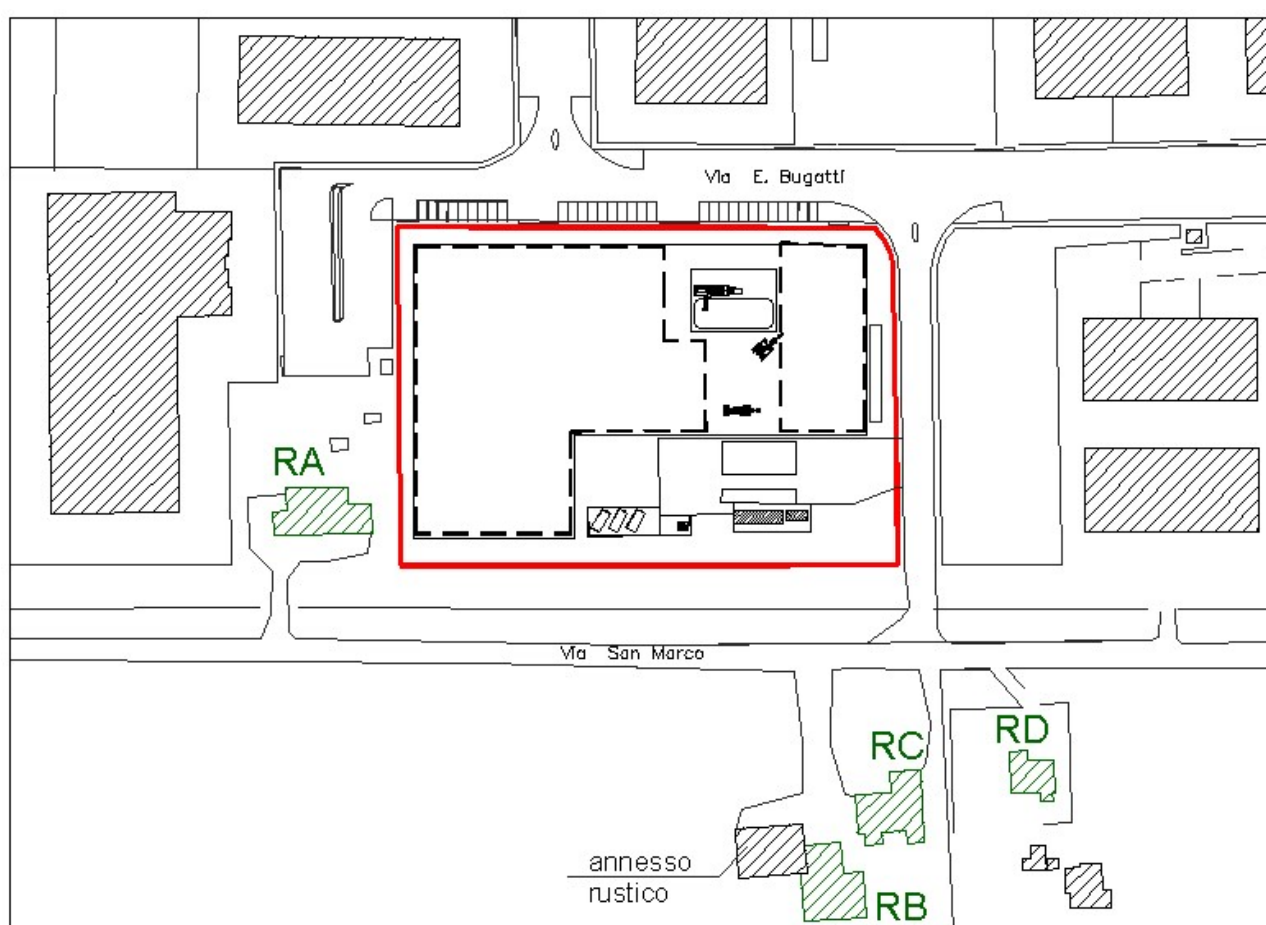 Via E. Bugatti
RA
Via San Marco
RC
RD
annesso
rustico
RB